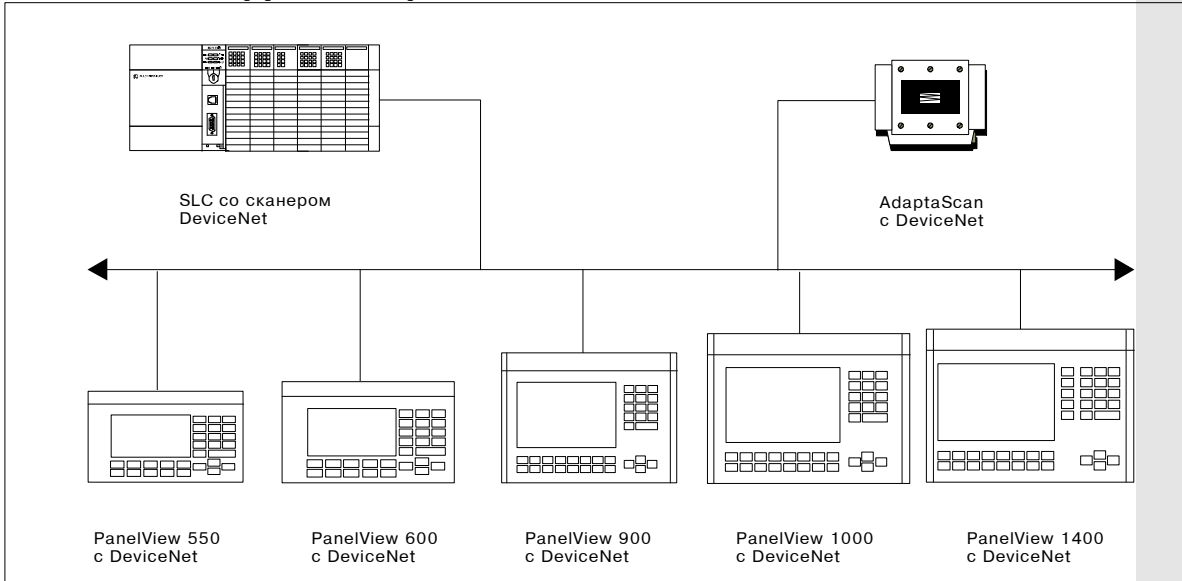 SLC со сканером
DeviceNet
AdaptaScan
с DeviceNet
PanelView 550
с DeviceNet
PanelView 600
с DeviceNet
PanelView 900
с DeviceNet
PanelView 1000
с DeviceNet
PanelView 1400
с DeviceNet